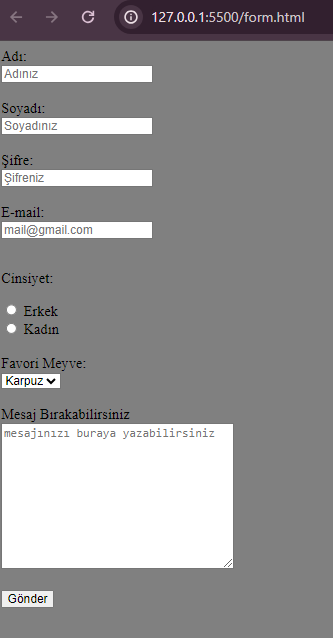 127.0.0.1:5500/form.html
Adı:
Adınız
Soyadı:
Soyadınız
Şifre:
Şifreniz
E-mail:
mail@gmail.com
Cinsiyet:
Erkek
Kadın
Favori Meyve:
Karpuz
Mesaj Bırakabilirsiniz
mesajınızı buraya yazabilirsiniz
Gönder